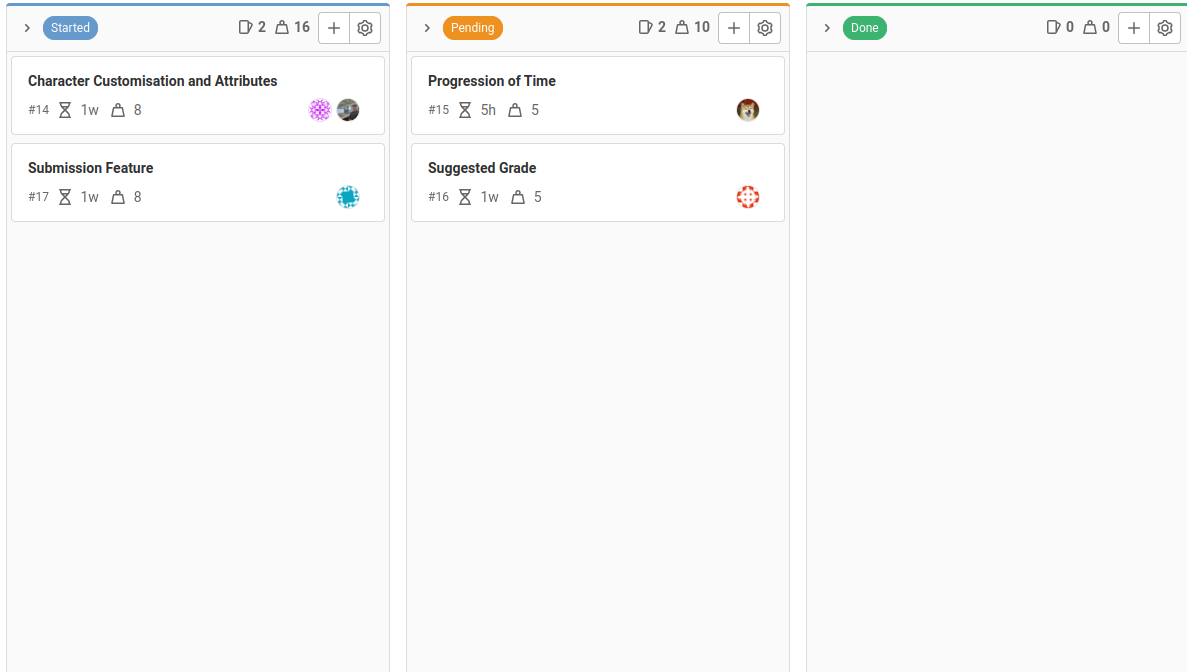 Started 2 16
Character Customisation and Attributes
#14 1w 8
Submission Feature
#17 1w 8
Pending 2 10
Progression of Time
#15 5h 5
Suggested Grade
#16 1w 5
Done 0 0